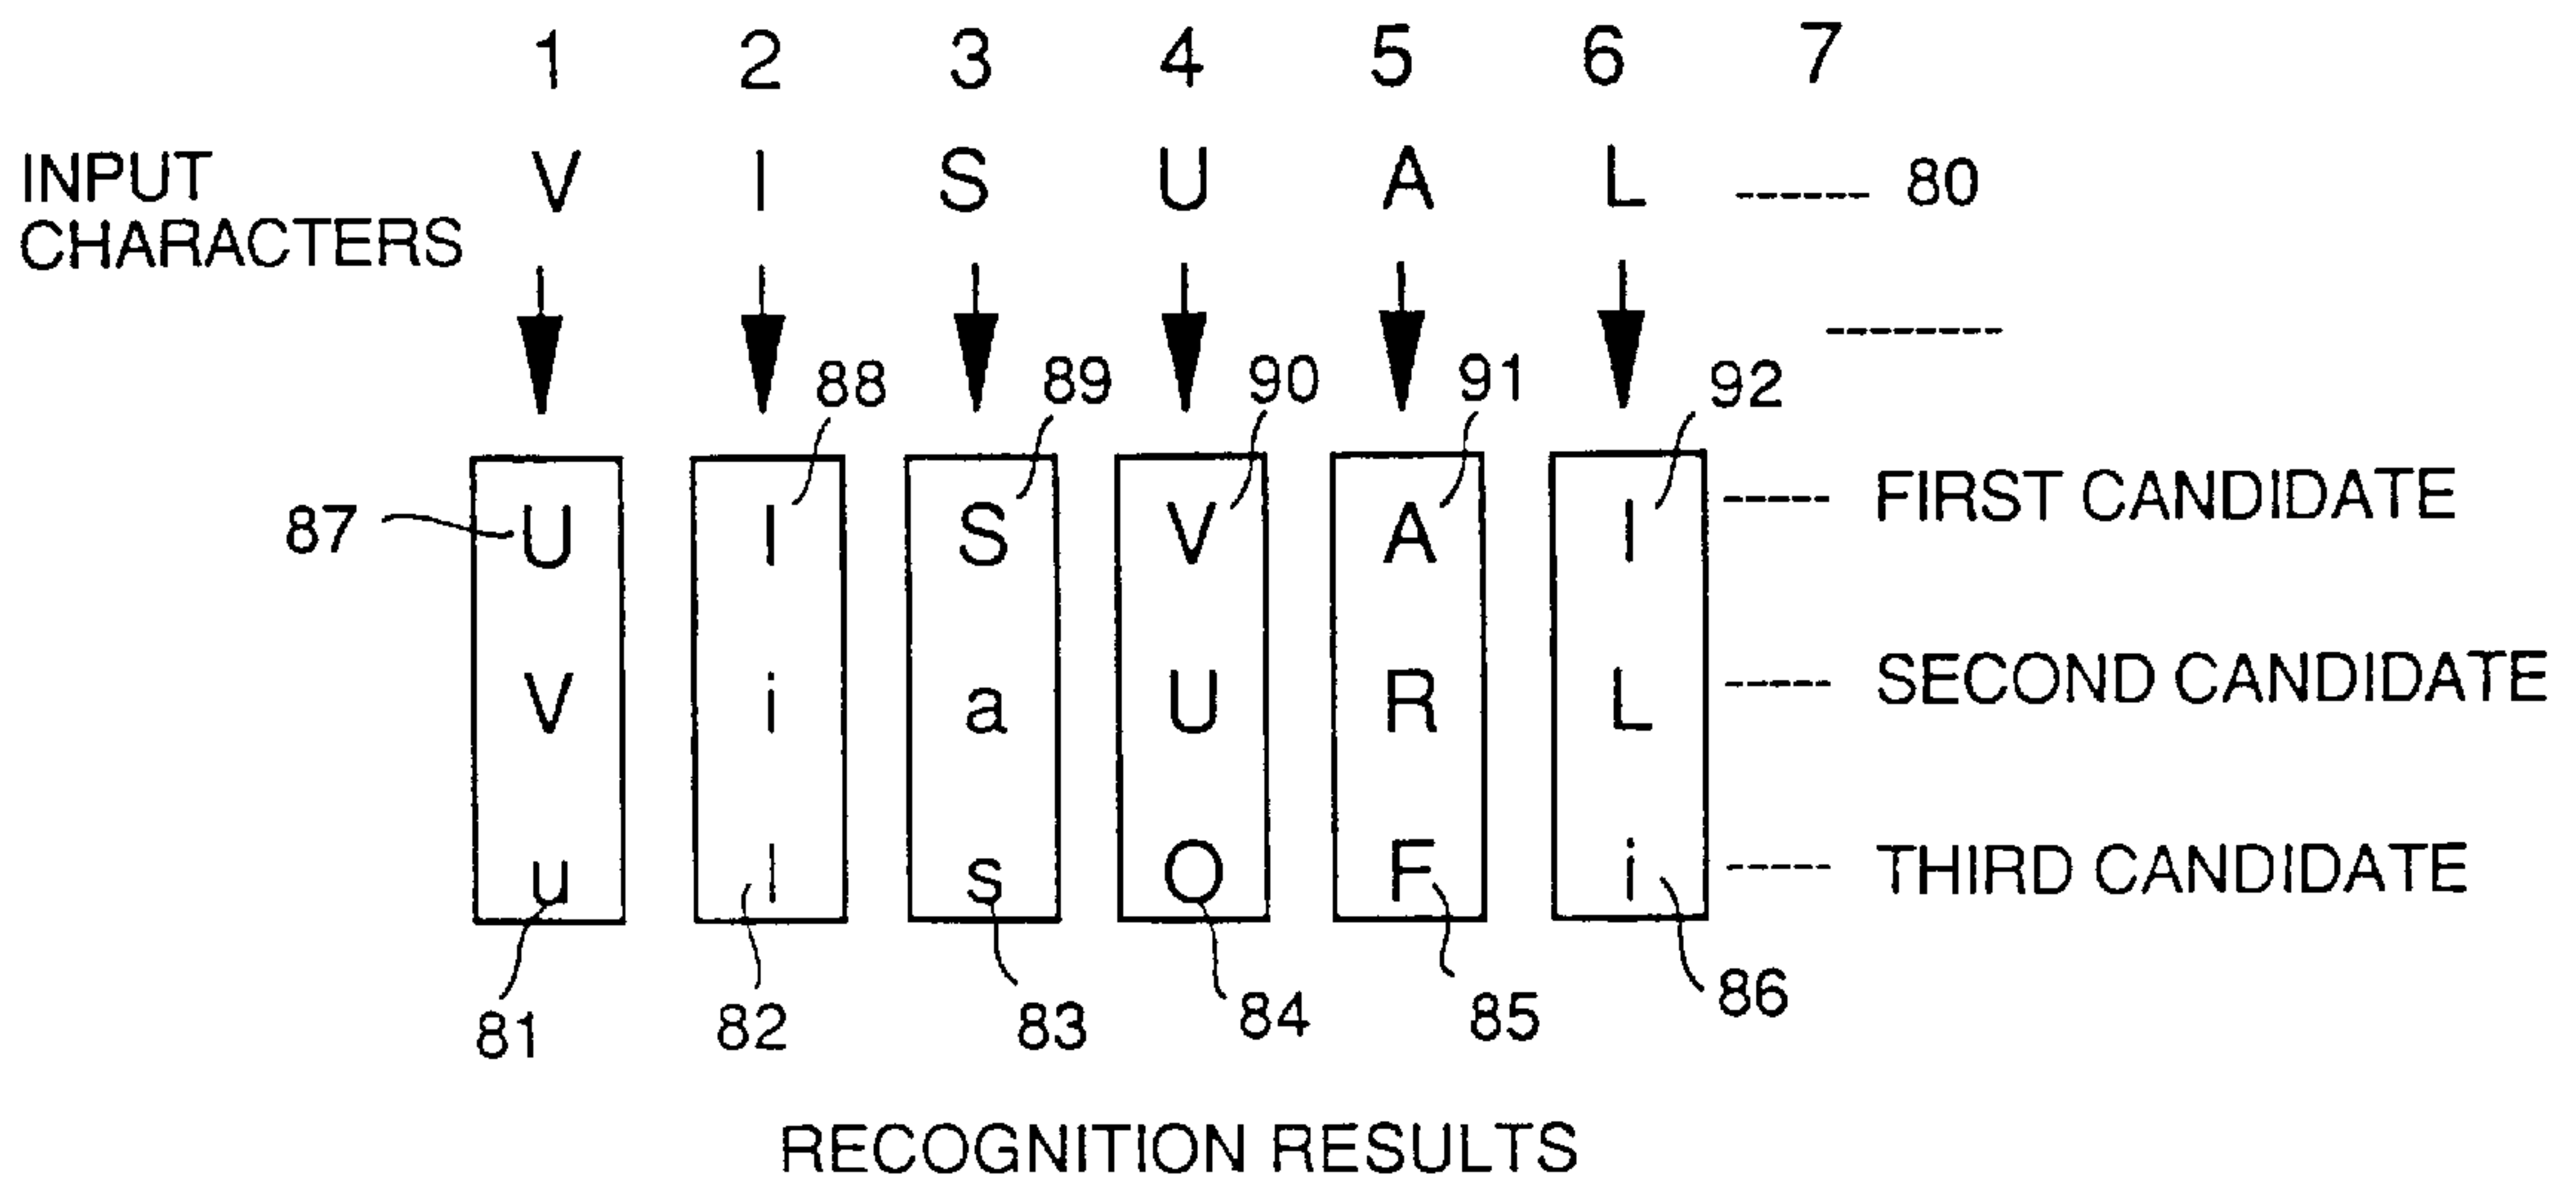 1 2 3 4 5 6 7
INPUT CHARACTERS V I S U A L ------ 80
--------
88 89 90 91 92
87 U I S V A I ----- FIRST CANDIDATE
V i a U R L ----- SECOND CANDIDATE
u l s O F i ----- THIRD CANDIDATE
81 82 83 84 85 86
RECOGNITION RESULTS